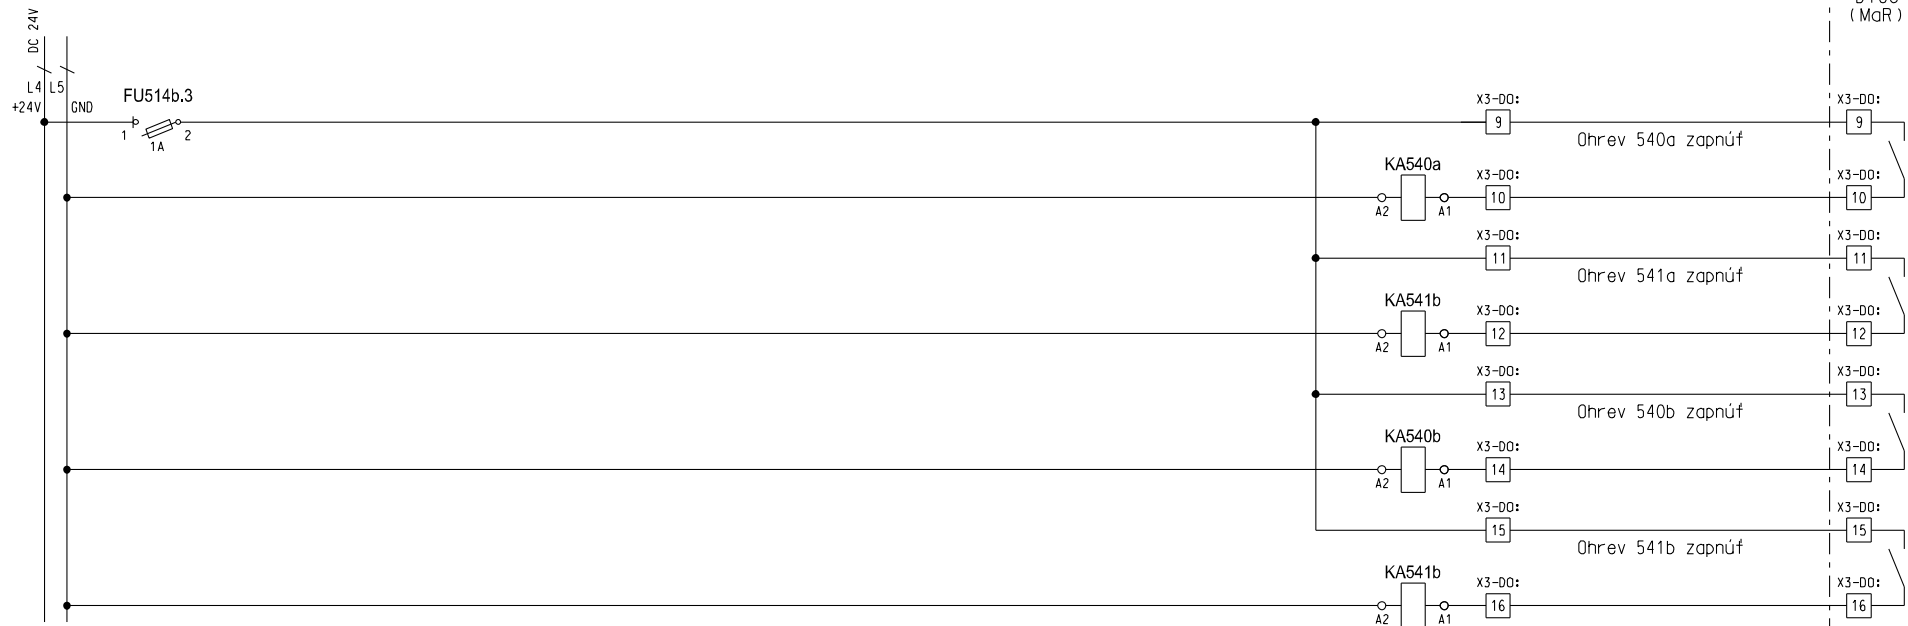 (MaR)
DC 24V
L4 L5
+24V GND
FU514b.3
1 2
1A
X3-DO: X3-DO:
9 9
Ohrev 540a zapnúť
KA540a
X3-DO: X3-DO:
A2 A1 10 10
X3-DO: X3-DO:
11 11
Ohrev 541a zapnúť
KA541b
X3-DO: X3-DO:
A2 A1 12 12
X3-DO: X3-DO:
13 13
Ohrev 540b zapnúť
KA540b
X3-DO: X3-DO:
A2 A1 14 14
X3-DO: X3-DO:
15 15
Ohrev 541b zapnúť
KA541b
X3-DO: X3-DO:
A2 A1 16 16